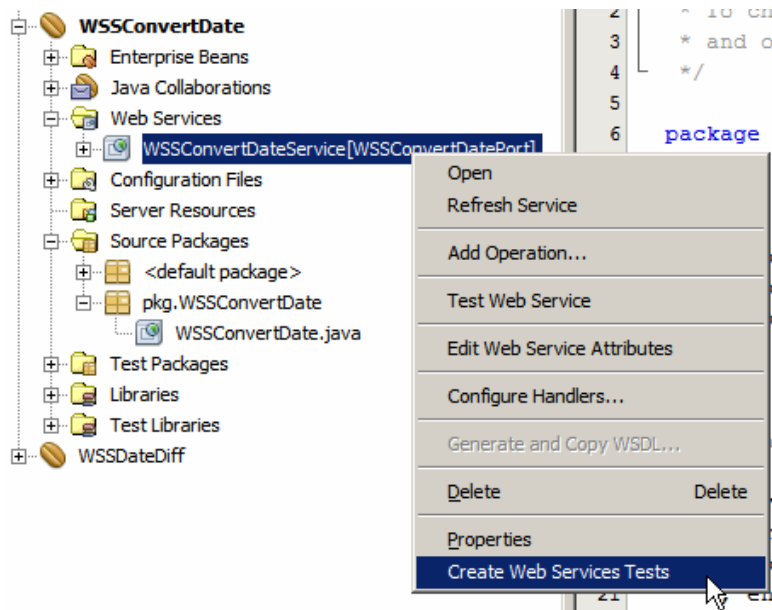 WSSConvertDate
Enterprise Beans
Java Collaborations
Web Services
WSSConvertDateService[WSSConvertDatePort]
Configuration Files
Server Resources
Source Packages
<default package>
pkg.WSSConvertDate
WSSConvertDate.java
Test Packages
Libraries
Test Libraries
WSSDateDiff
Open
Refresh Service
Add Operation...
Test Web Service
Edit Web Service Attributes
Configure Handlers...
Generate and Copy WSDL...
Delete Delete
Properties
Create Web Services Tests
2
3 * and
4 */
5
6 package
21